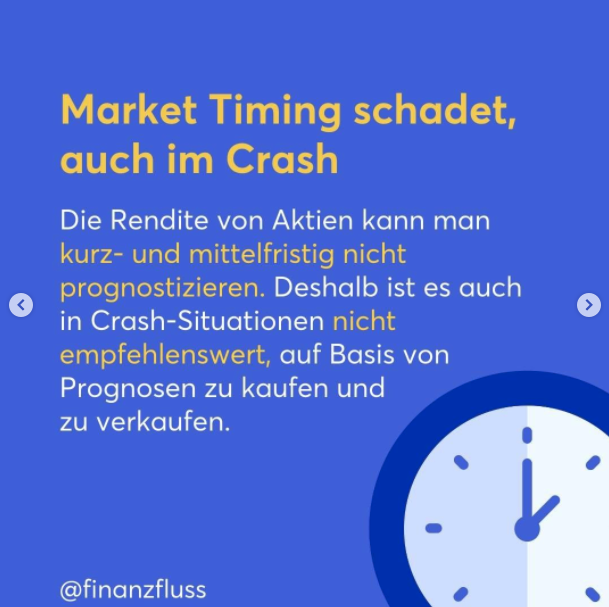 Market Timing schadet,
auch im Crash
Die Rendite von Aktien kann man
kurz- und mittelfristig nicht
prognostizieren. Deshalb ist es auch
in Crash-Situationen nicht
empfehlenswert, auf Basis von
Prognosen zu kaufen und
zu verkaufen.
@finanzfluss